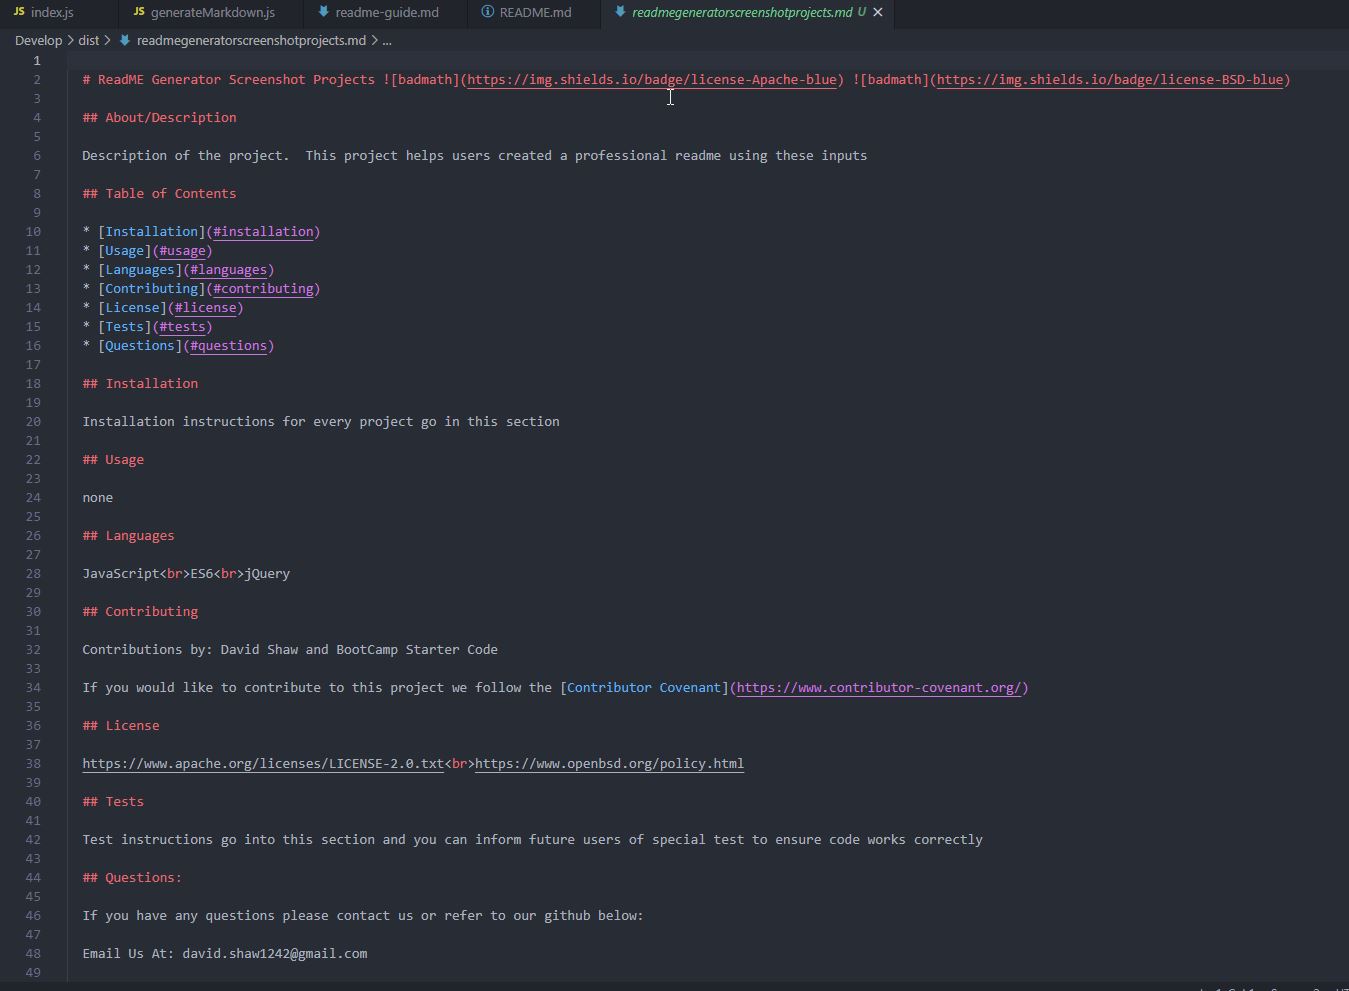 JS index.js JS generateMarkdown.js readme-guide.md README.md readmegeneratorscreenshotprojects.md U
Develop > dist > readmegeneratorscreenshotprojects.md > ...
1
2 # ReadME Generator Screenshot Projects ![badmath](https://img.shields.io/badge/license-Apache-blue) ![badmath](https://img.shields.io/badge/license-BSD-blue)
3
4 ## About/Description
5
6 Description of the project.  This project helps users created a professional readme using these inputs
7
8 ## Table of Contents
9
10 * [Installation](#installation)
11 * [Usage](#usage)
12 * [Languages](#languages)
13 * [Contributing](#contributing)
14 * [License](#license)
15 * [Tests](#tests)
16 * [Questions](#questions)
17
18 ## Installation
19
20 Installation instructions for every project go in this section
21
22 ## Usage
23
24 none
25
26 ## Languages
27
28 JavaScript<br>ES6<br>jQuery
29
30 ## Contributing
31
32 Contributions by: David Shaw and BootCamp Starter Code
33
34 If you would like to contribute to this project we follow the [Contributor Covenant](https://www.contributor-covenant.org/)
35
36 ## License
37
38 https://www.apache.org/licenses/LICENSE-2.0.txt<br>https://www.openbsd.org/policy.html
39
40 ## Tests
41
42 Test instructions go into this section and you can inform future users of special test to ensure code works correctly
43
44 ## Questions:
45
46 If you have any questions please contact us or refer to our github below:
47
48 Email Us At: david.shaw1242@gmail.com
49